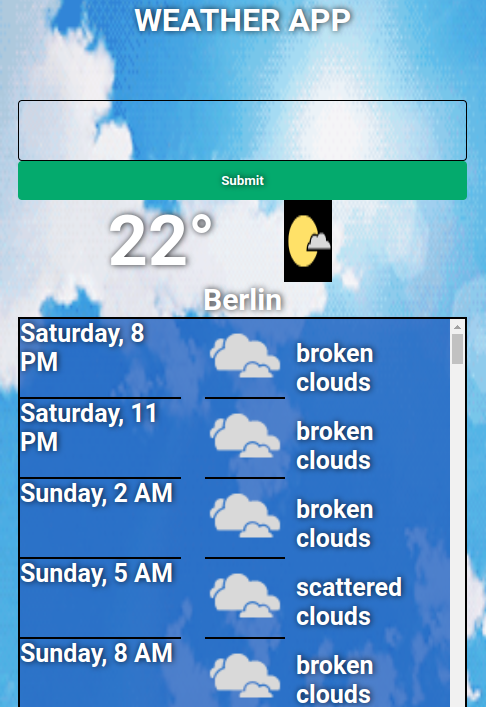 WEATHER APP
Submit
22°
Berlin
Saturday, 8
PM
broken
clouds
Saturday, 11
PM
broken
clouds
Sunday, 2 AM
broken
clouds
Sunday, 5 AM
scattered
clouds
Sunday, 8 AM
broken
clouds